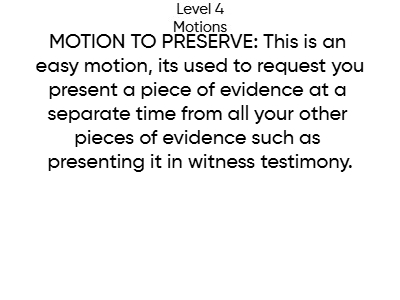 Level 4
Motions
MOTION TO PRESERVE: This is an
easy motion, its used to request you
present a piece of evidence at a
separate time from all your other
pieces of evidence such as
presenting it in witness testimony.